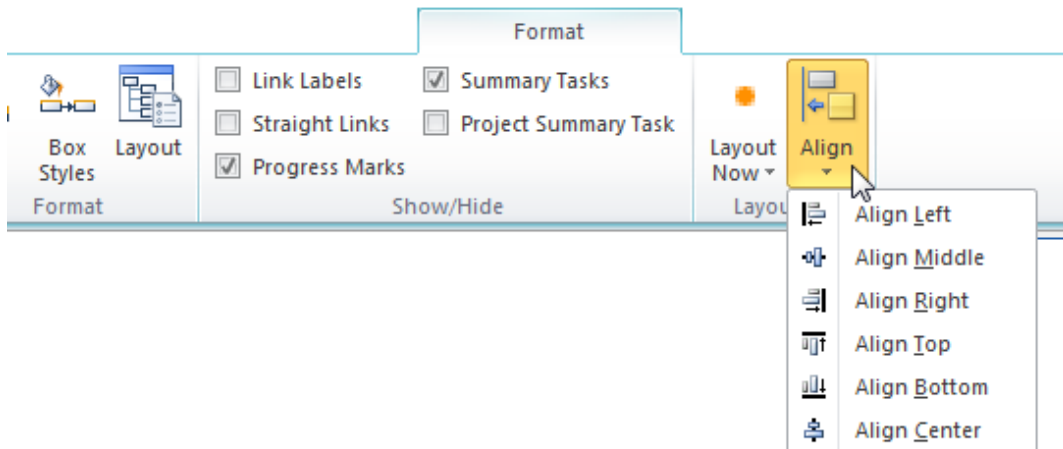 Format
Link Labels
Summary Tasks
Straight Links
Project Summary Task
Progress Marks
Box
Styles
Layout
Layout
Now
Align
Format
Show/Hide
Align Left
Align Middle
Align Right
Align Top
Align Bottom
Align Center